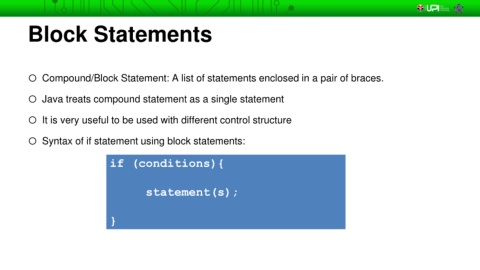 UPI
Block Statements
Compound/Block Statement: A list of statements enclosed in a pair of braces.
Java treats compound statement as a single statement
It is very useful to be used with different control structure
Syntax of if statement using block statements:
if (conditions){
statement(s);
}